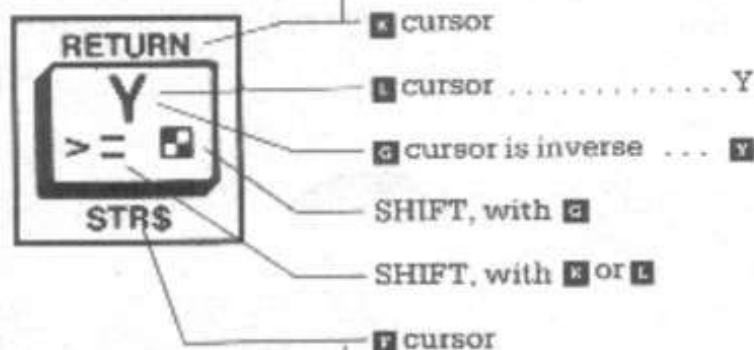 RETURN
Y
>=
STR$
K cursor
L cursor ............. Y
G cursor is inverse ... Y
SHIFT, with G
SHIFT, with K or L
F cursor